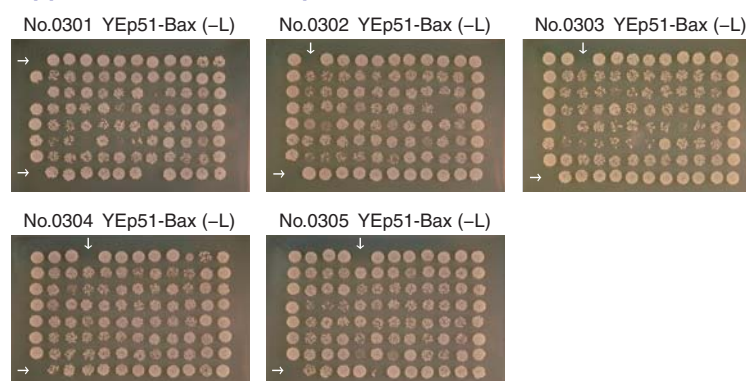 No.0301 YEp51-Bax (–L)
No.0302 YEp51-Bax (–L)
No.0303 YEp51-Bax (–L)
No.0304 YEp51-Bax (–L)
No.0305 YEp51-Bax (–L)